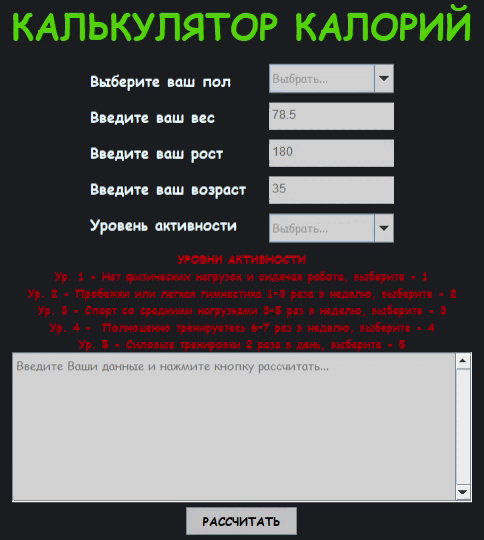 КАЛЬКУЛЯТОР КАЛОРИЙ
Выберите ваш пол Выбрать...
Введите ваш вес 78.5
Введите ваш рост 180
Введите ваш возраст 35
Уровень активности Выбрать...
УРОВНИ АКТИВНОСТИ
Ур. 1 - Нет физических нагрузок и сидячая работа, выберите - 1
Ур. 2 - Пробежки или легкая гимнастика 1-3 раза в неделю, выберите - 2
Ур. 3 - Спорт со средними нагрузками 3-5 раз в неделю, выберите - 3
Ур. 4 - Полноценно тренируетесь 6-7 раз в неделю, выберите - 4
Ур. 5 - Силовые тренировки 2 раза в день, выберите - 5
Введите Ваши данные и нажмите кнопку рассчитать...
РАССЧИТАТЬ